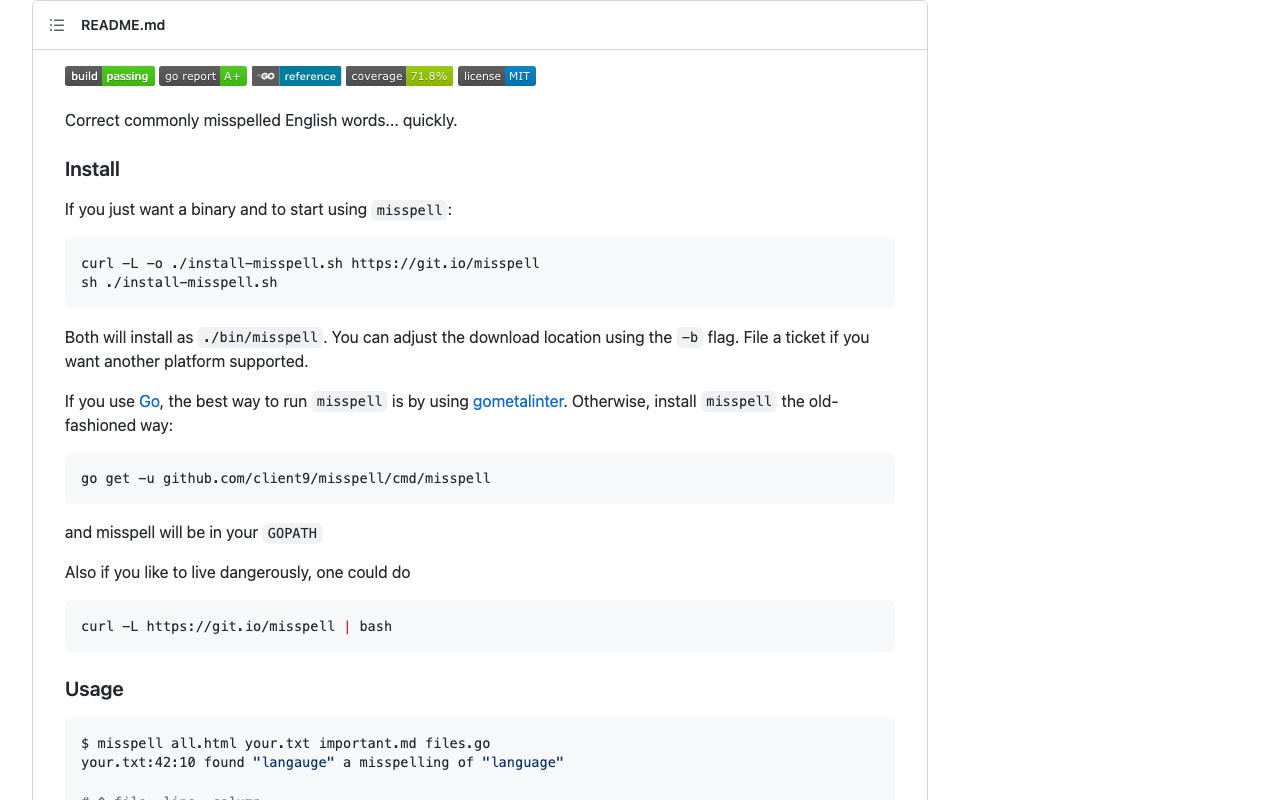 README.md
build passing go report A+ GO reference coverage 71.8% license MIT
Correct commonly misspelled English words... quickly.
Install
If you just want a binary and to start using misspell:
curl -L -o ./install-misspell.sh https://git.io/misspell
sh ./install-misspell.sh
Both will install as ./bin/misspell. You can adjust the download location using the -b flag. File a ticket if you
want another platform supported.
If you use Go, the best way to run misspell is by using gometalinter. Otherwise, install misspell the old-
fashioned way:
go get -u github.com/client9/misspell/cmd/misspell
and misspell will be in your GOPATH
Also if you like to live dangerously, one could do
curl -L https://git.io/misspell | bash
Usage
$ misspell all.html your.txt important.md files.go
your.txt:42:10 found "langauge" a misspelling of "language"